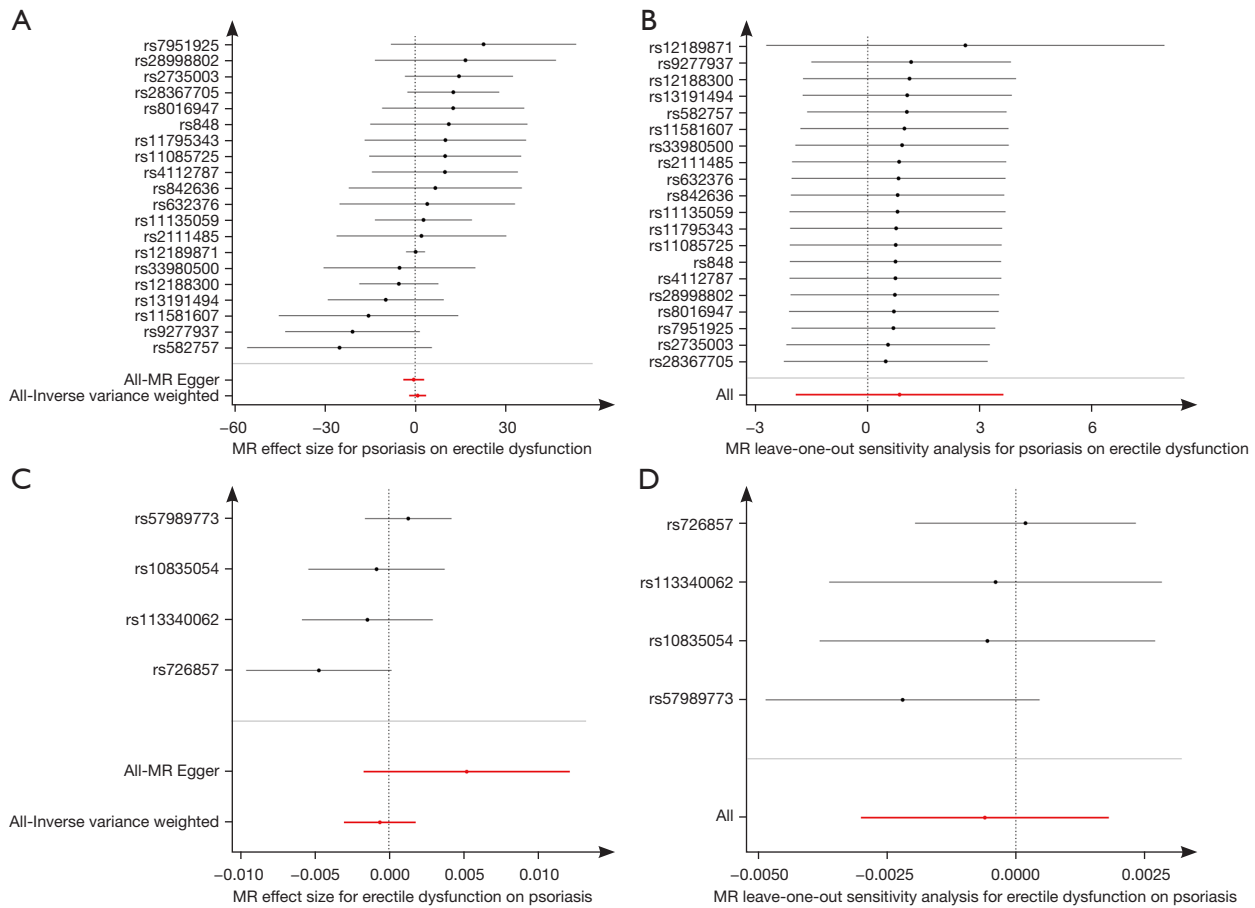 A
rs7951925
rs28998802
rs2735003
rs28367705
rs8016947
rs848
rs11795343
rs11085725
rs4112787
rs842636
rs632376
rs11135059
rs2111485
rs12189871
rs33980500
rs12188300
rs13191494
rs11581607
rs9277937
rs582757
All-MR Egger
All-Inverse variance weighted
−60 −30 0 30
MR effect size for psoriasis on erectile dysfunction
B
rs12189871
rs9277937
rs12188300
rs13191494
rs582757
rs11581607
rs33980500
rs2111485
rs632376
rs842636
rs11135059
rs11795343
rs11085725
rs848
rs4112787
rs28998802
rs8016947
rs7951925
rs2735003
rs28367705
All
−3 0 3 6
MR leave-one-out sensitivity analysis for psoriasis on erectile dysfunction
C
rs57989773
rs10835054
rs113340062
rs726857
All-MR Egger
All-Inverse variance weighted
−0.010 −0.005 0.000 0.005 0.010
MR effect size for erectile dysfunction on psoriasis
D
rs726857
rs113340062
rs10835054
rs57989773
All
−0.0050 −0.0025 0.0000 0.0025
MR leave-one-out sensitivity analysis for erectile dysfunction on psoriasis